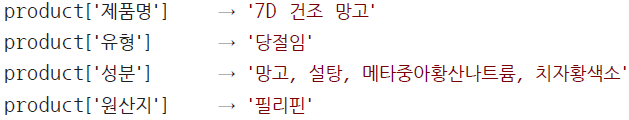 product['제품명'] → '7D 건조 망고'
product['유형'] → '당절임'
product['성분'] → '망고, 설탕, 메타중아황산나트륨, 치자황색소'
product['원산지'] → '필리핀'